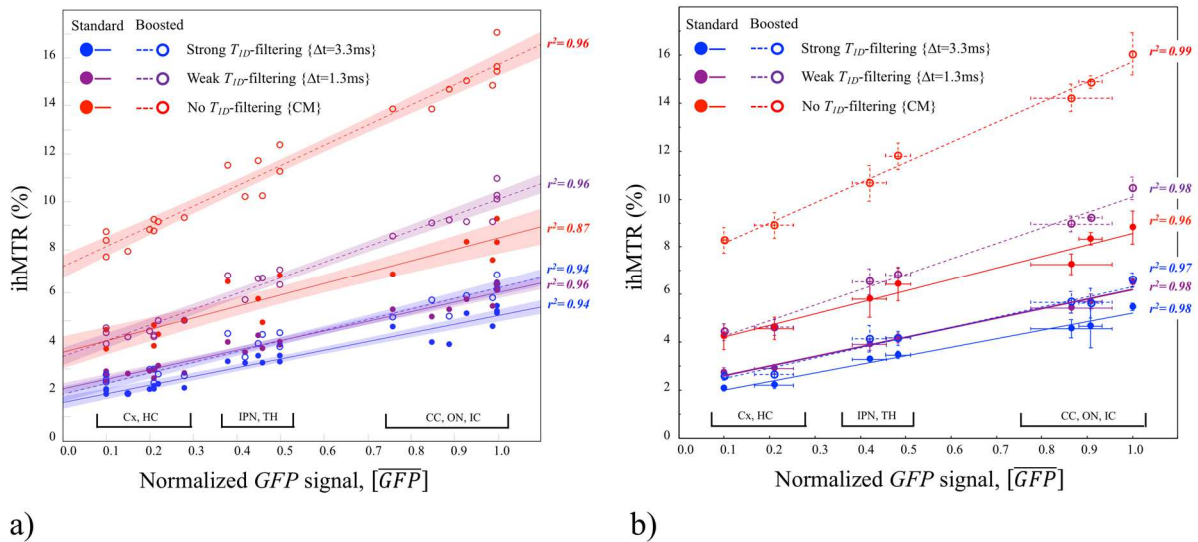 Standard Boosted
Strong T1D-filtering {Δt=3.3ms}
Weak T1D-filtering {Δt=1.3ms}
No T1D-filtering {CM}
r²=0.96
r²=0.96
r²=0.87
r²=0.94
r²=0.96
r²=0.94
ihMTR (%)
16
14
12
10
8
6
4
2
0
Cx, HC
IPN, TH
CC, ON, IC
0.0 0.1 0.2 0.3 0.4 0.5 0.6 0.7 0.8 0.9 1.0
Normalized GFP signal, [GFP]
a)
Standard Boosted
Strong T1D-filtering {Δt=3.3ms}
Weak T1D-filtering {Δt=1.3ms}
No T1D-filtering {CM}
r²=0.99
r²=0.98
r²=0.96
r²=0.97
r²=0.98
r²=0.98
ihMTR (%)
16
14
12
10
8
6
4
2
0
Cx, HC
IPN, TH
CC, ON, IC
0.0 0.1 0.2 0.3 0.4 0.5 0.6 0.7 0.8 0.9 1.0
Normalized GFP signal, [GFP]
b)